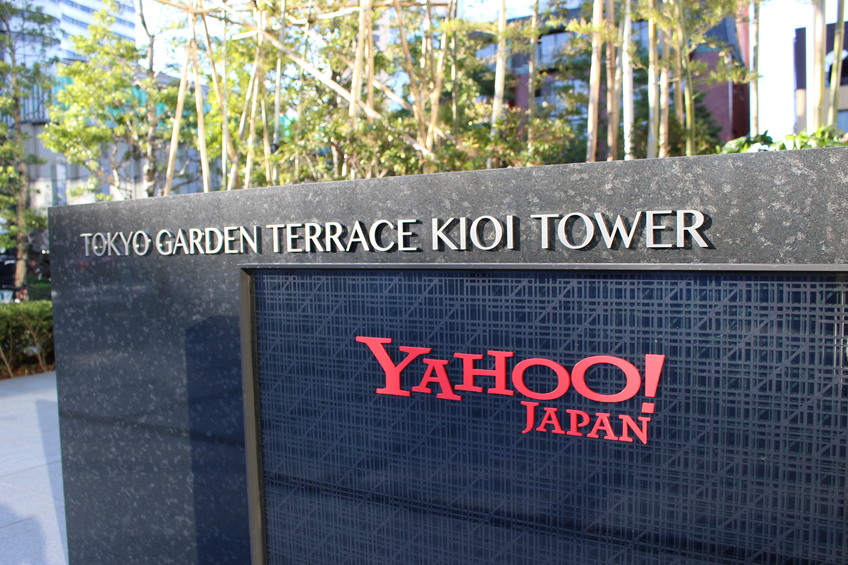 TOKYO GARDEN TERRACE KIOI TOWER
YAHOO!
JAPAN